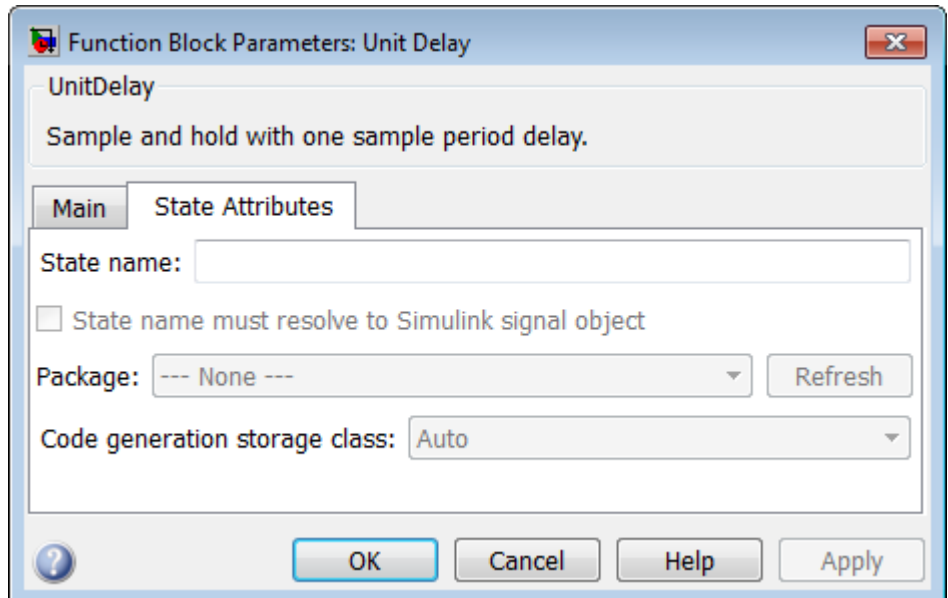 Function Block Parameters: Unit Delay
UnitDelay
Sample and hold with one sample period delay.
Main State Attributes
State name:
State name must resolve to Simulink signal object
Package: --- None --- Refresh
Code generation storage class: Auto
? OK Cancel Help Apply